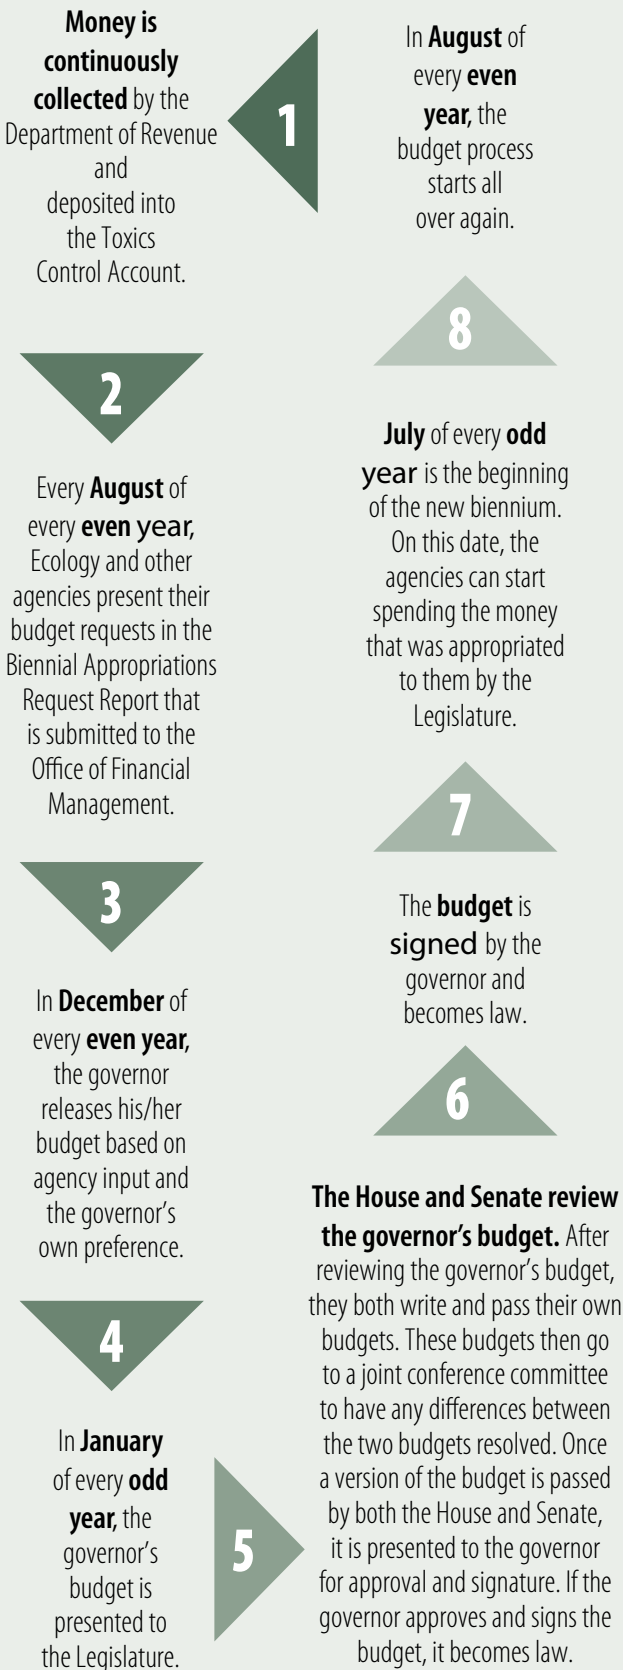 1
Money is
continuously
collected by the
Department of Revenue
and
deposited into
the Toxics
Control Account.
2
Every August of
every even year,
Ecology and other
agencies present their
budget requests in the
Biennial Appropriations
Request Report that
is submitted to the
Office of Financial
Management.
3
In December of
every even year,
the governor
releases his/her
budget based on
agency input and
the governor's
own preference.
4
In January
of every odd
year, the
governor's
budget is
presented to
the Legislature.
5
The House and Senate review
the governor's budget. After
reviewing the governor's budget,
they both write and pass their own
budgets. These budgets then go
to a joint conference committee
to have any differences between
the two budgets resolved. Once
a version of the budget is passed
by both the House and Senate,
it is presented to the governor
for approval and signature. If the
governor approves and signs the
budget, it becomes law.
6
The budget is
signed by the
governor and
becomes law.
7
July of every odd
year is the beginning
of the new biennium.
On this date, the
agencies can start
spending the money
that was appropriated
to them by the
Legislature.
8
In August of
every even
year, the
budget process
starts all
over again.